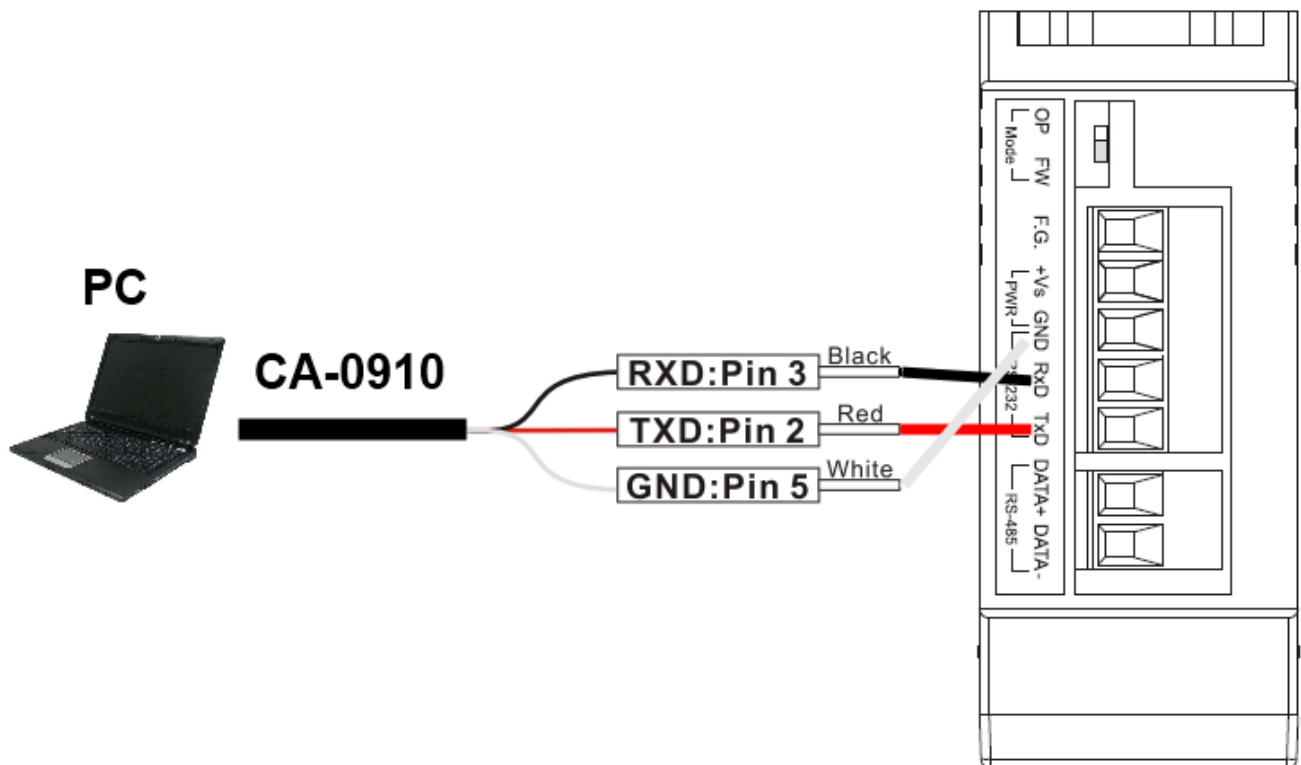 PC
CA-0910
RXD:Pin 3
Black
TXD:Pin 2
Red
GND:Pin 5
White
OP FW
Mode
F.G.
+Vs GND
PWR
RxD TxD
232
DATA+ DATA-
RS-485